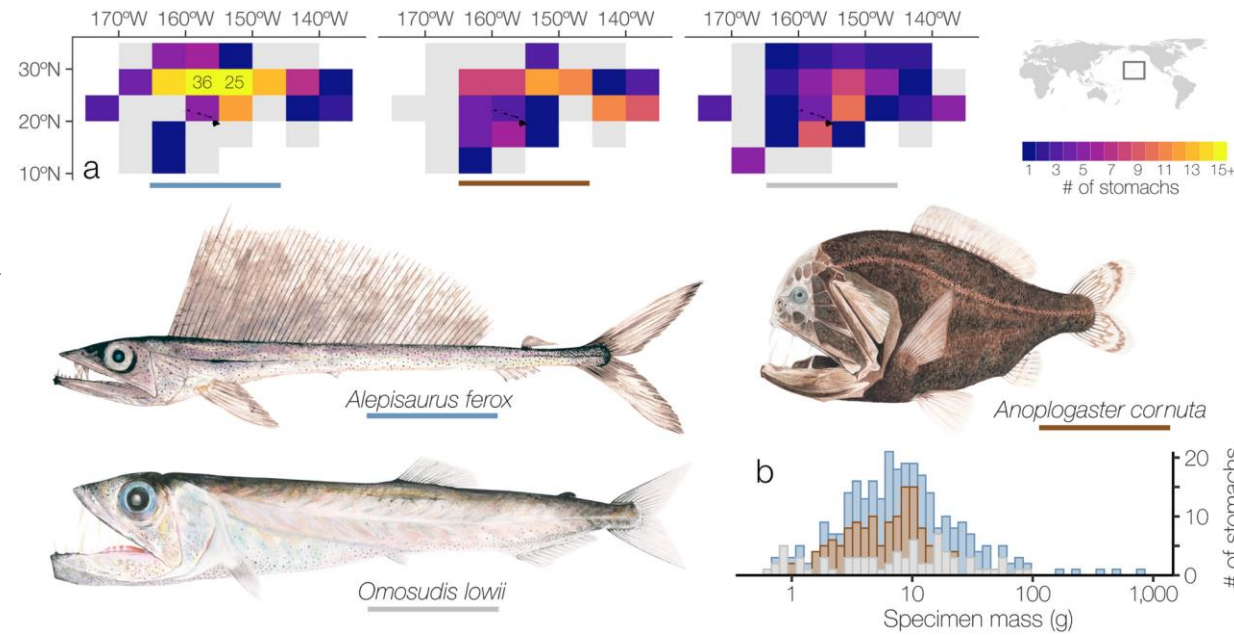 170ºW 160ºW 150ºW 140ºW 170ºW 160ºW 150ºW 140ºW 170ºW 160ºW 150ºW 140ºW
30ºN
36 25
20ºN
10ºN
a
1 3 5 7 9 11 13 15+
# of stomachs
Alepisaurus ferox
Anoplogaster cornuta
Omosudis lowii
b
20
10
0
# of stomachs
1 10 100 1,000
Specimen mass (g)